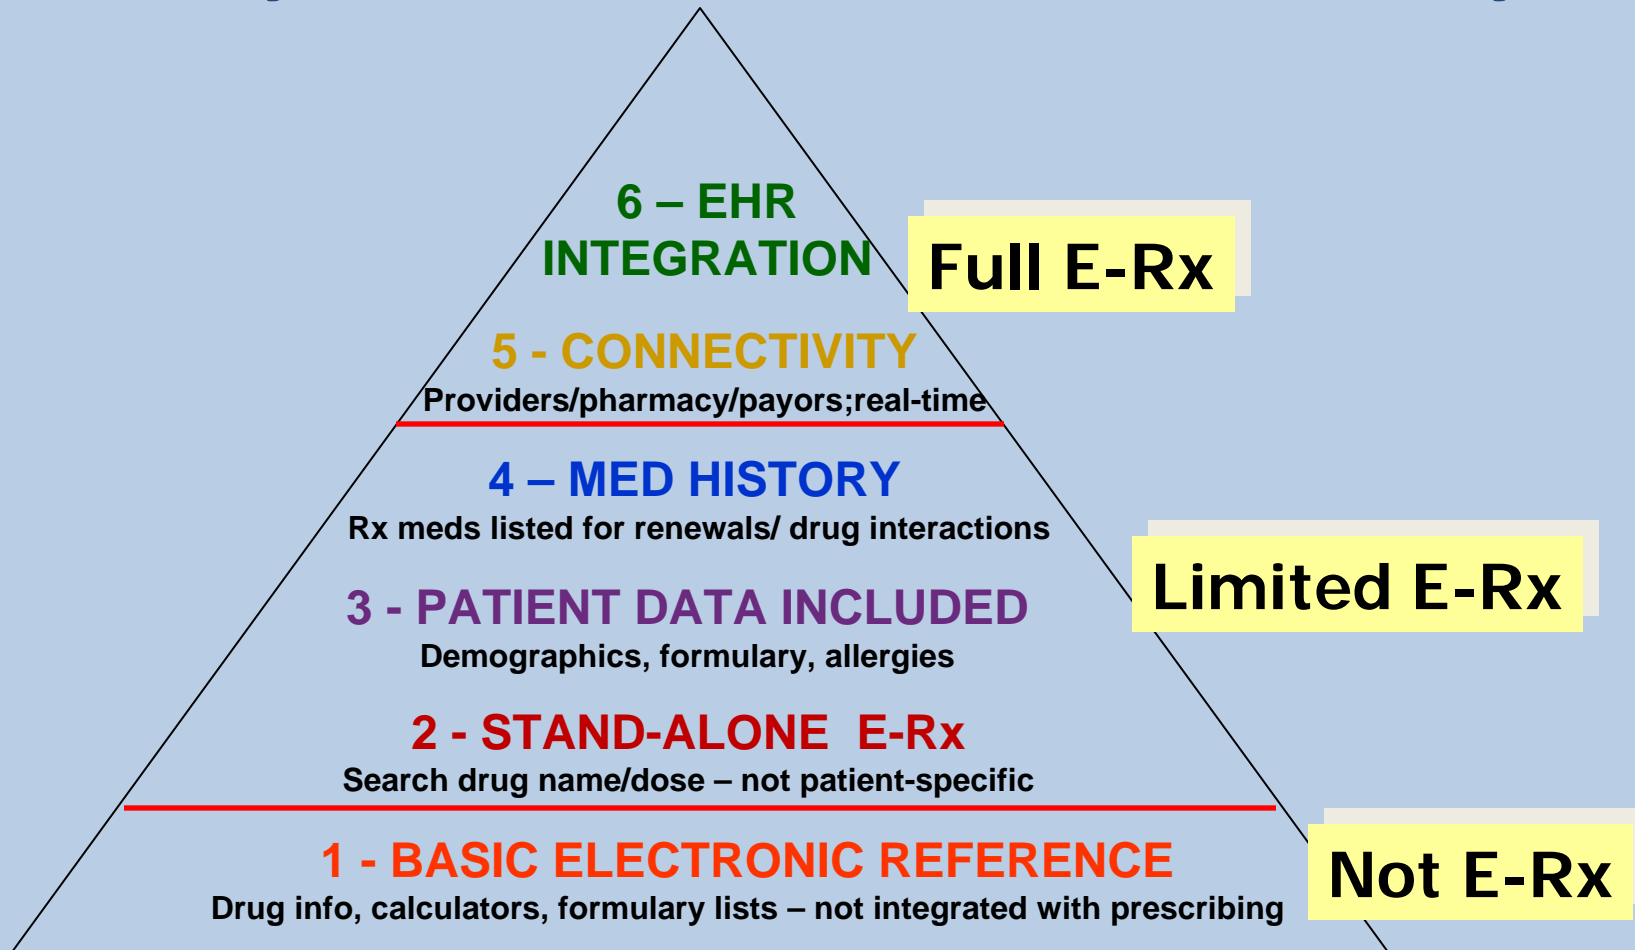 6 – EHR
INTEGRATION
Full E-Rx
5 - CONNECTIVITY
Providers/pharmacy/payors;real-time
4 – MED HISTORY
Rx meds listed for renewals/ drug interactions
Limited E-Rx
3 - PATIENT DATA INCLUDED
Demographics, formulary, allergies
2 - STAND-ALONE  E-Rx
Search drug name/dose – not patient-specific
1 - BASIC ELECTRONIC REFERENCE
Not E-Rx
Drug info, calculators, formulary lists – not integrated with prescribing